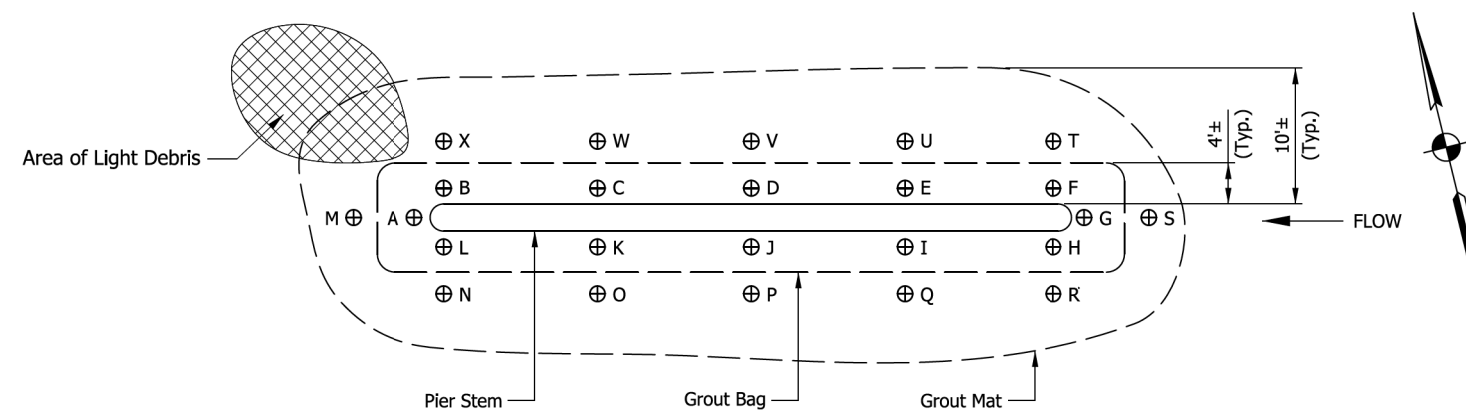 Area of Light Debris
X W V U T
B C D E F
M A G S
L K J I H
N O P Q R
4'±
(Typ.)
10'±
(Typ.)
FLOW
Pier Stem
Grout Bag
Grout Mat